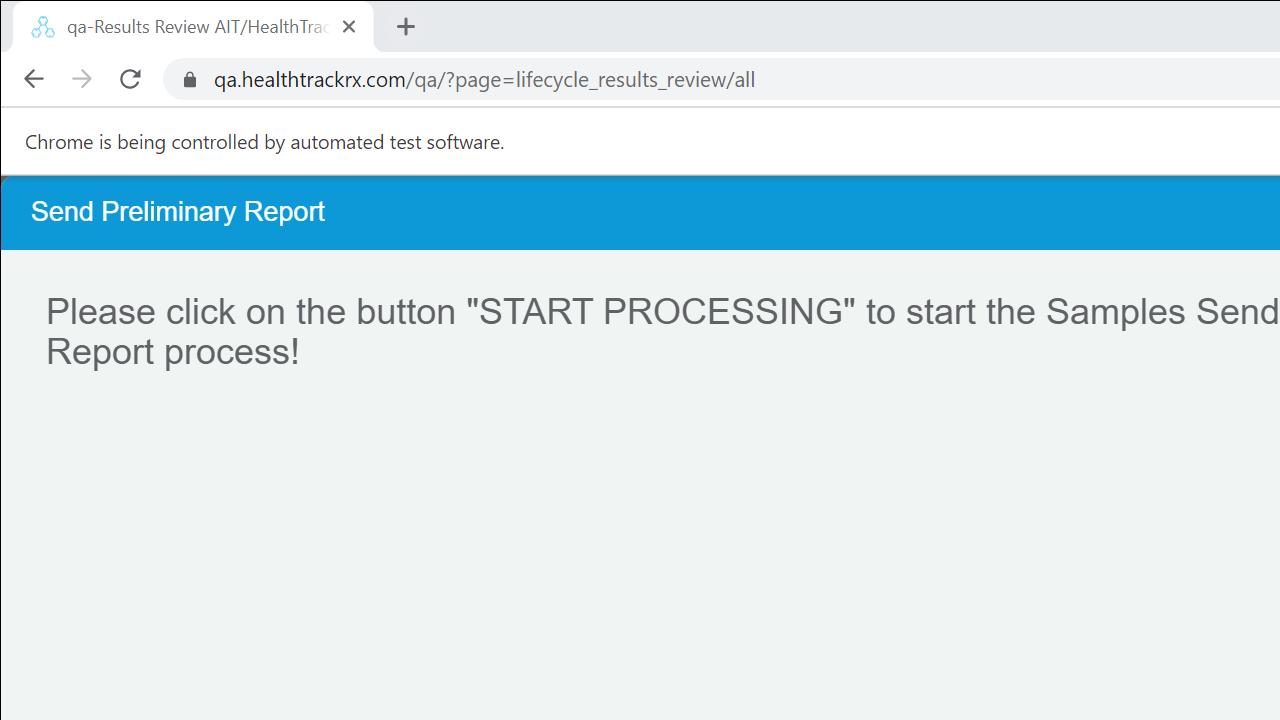 qa-Results Review AIT/HealthTrac
qa.healthtrackrx.com/qa/?page=lifecycle_results_review/all
Chrome is being controlled by automated test software.
Send Preliminary Report
Please click on the button "START PROCESSING" to start the Samples Send
Report process!